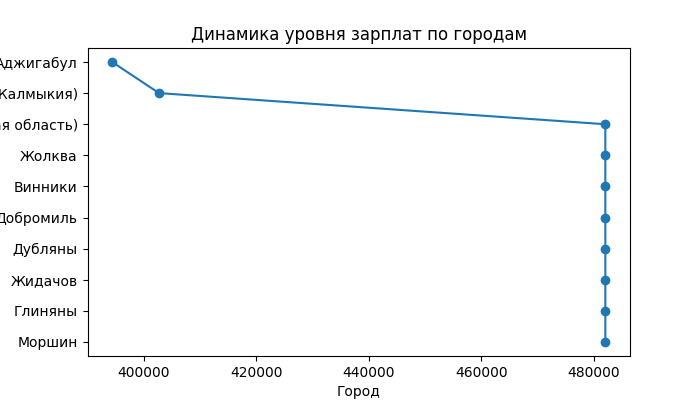 Динамика уровня зарплат по городам
Аджигабул
Калмыкия)
область)
Жолква
Винники
Добромиль
Дубляны
Жидачов
Глиняны
Моршин
400000 420000 440000 460000 480000
Город